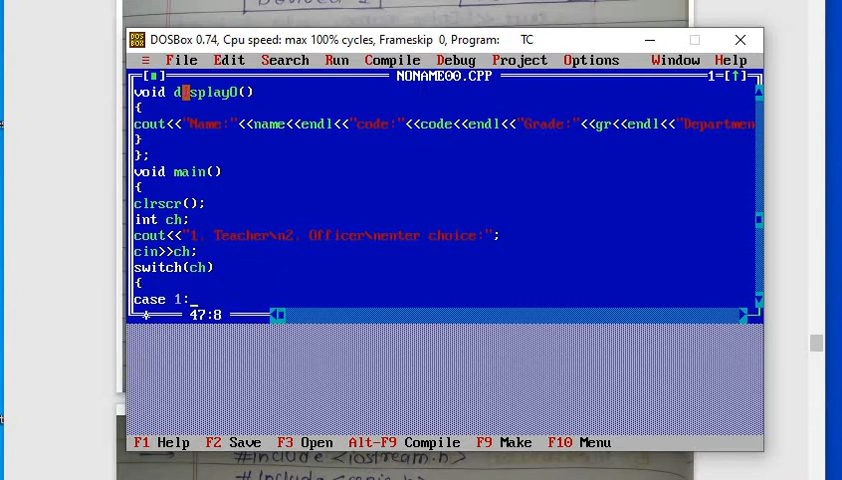 DOSBox 0.74, Cpu speed: max 100% cycles, Frameskip 0, Program: TC
≡ File Edit Search Run Compile Debug Project Options Window Help
NONAME00.CPP 1=[↑]
void displayO()
{
cout<<"Name:"<<name<<endl<<"code:"<<code<<endl<<"Grade:"<<gr<<endl<<"Departmen
}
};
void main()
{
clrscr();
int ch;
cout<<"1. Teacher\n2. Officer\nenter choice:";
cin>>ch;
switch(ch)
{
case 1:_
* 47:8
F1 Help F2 Save F3 Open Alt-F9 Compile F9 Make F10 Menu
#include <iostream.h>